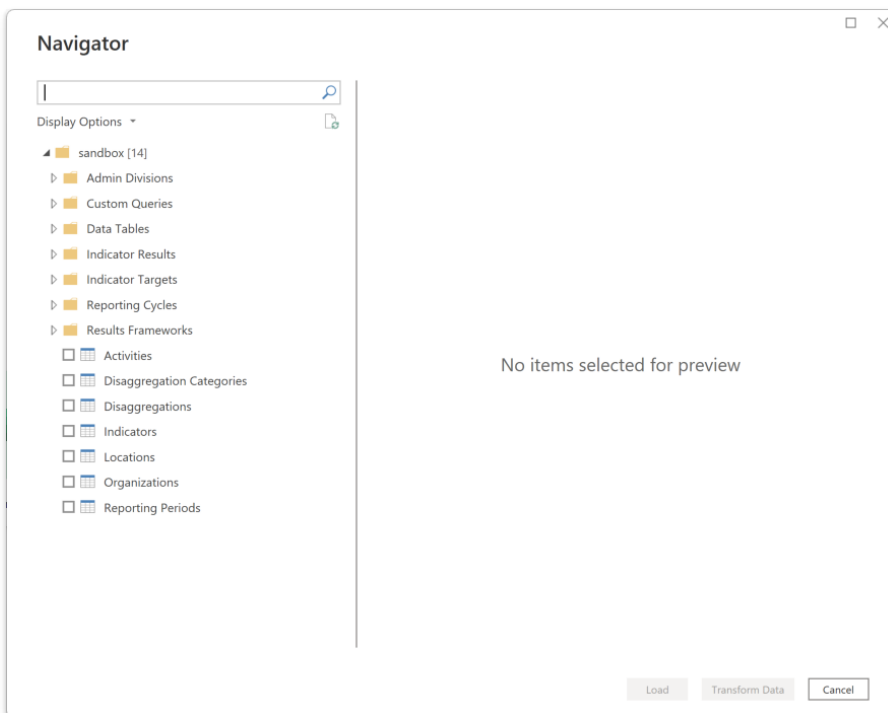 Navigator
Display Options
sandbox [14]
Admin Divisions
Custom Queries
Data Tables
Indicator Results
Indicator Targets
Reporting Cycles
Results Frameworks
Activities
Disaggregation Categories
Disaggregations
Indicators
Locations
Organizations
Reporting Periods
No items selected for preview
Load Transform Data Cancel